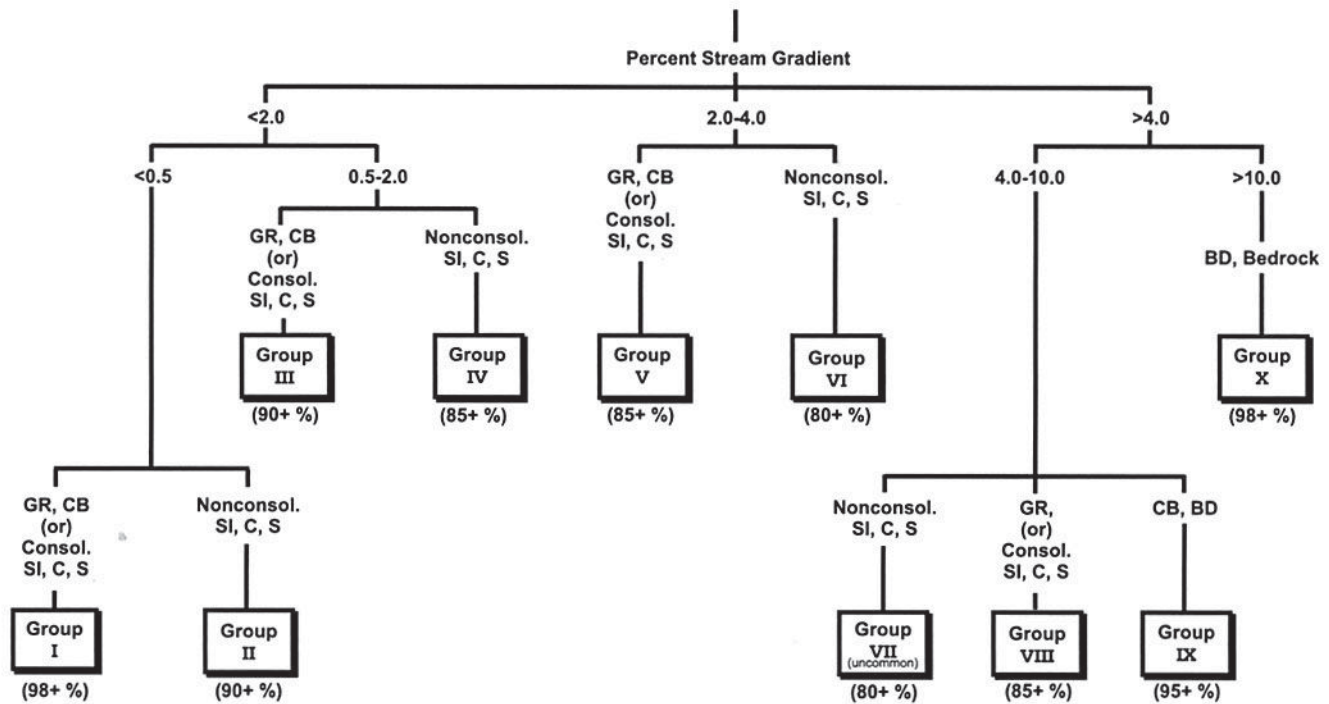 Percent Stream Gradient
<2.0
2.0-4.0
>4.0
<0.5
0.5-2.0
GR, CB
(or)
Consol.
SI, C, S
Nonconsol.
SI, C, S
4.0-10.0
>10.0
GR, CB
(or)
Consol.
SI, C, S
Nonconsol.
SI, C, S
BD, Bedrock
Group
III
(90+ %)
Group
IV
(85+ %)
Group
V
(85+ %)
Group
VI
(80+ %)
Group
X
(98+ %)
GR, CB
(or)
Consol.
SI, C, S
Nonconsol.
SI, C, S
Nonconsol.
SI, C, S
GR,
(or)
Consol.
SI, C, S
CB, BD
Group
I
(98+ %)
Group
II
(90+ %)
Group
VII
(uncommon)
(80+ %)
Group
VIII
(85+ %)
Group
IX
(95+ %)